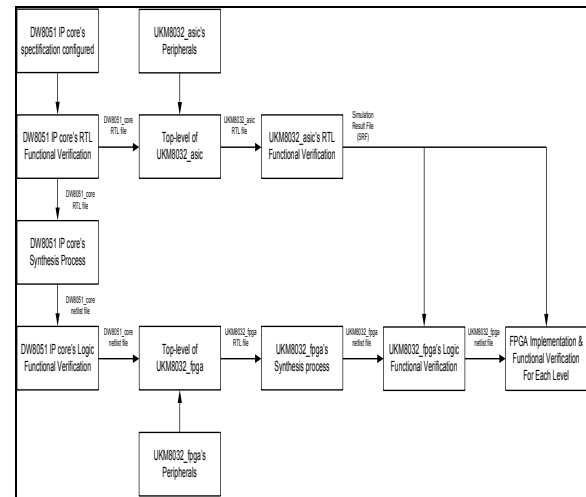 DW8051 IP core's
spectification configured
UKM8032_asic's
Peripherals
DW8051 IP core's RTL
Functional Verification
DW8051_core
RTL file
Top-level of
UKM8032_asic
UKM8032_asic
RTL file
UKM8032_asic's RTL
Functional Verification
Simulation
Result File
(SRF)
DW8051_core
RTL file
DW8051 IP core's
Synthesis Process
DW8051_core
netlist file
DW8051 IP core's Logic
Functional Verification
DW8051_core
netlist file
Top-level of
UKM8032_fpga
UKM8032_fpga
RTL file
UKM8032_fpga's
Synthesis process
UKM8032_fpga
netlist file
UKM8032_fpga's Logic
Functional Verification
UKM8032_fpga
netlist file
FPGA Implementation &
Functional Verification
For Each Level
UKM8032_fpga's
Peripherals